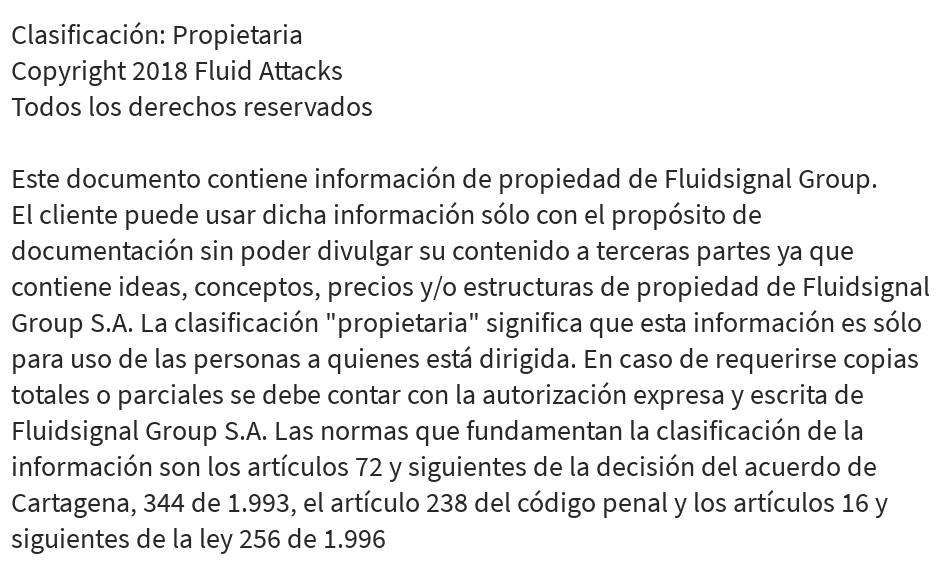 Clasificación: Propietaria
Copyright 2018 Fluid Attacks
Todos los derechos reservados
Este documento contiene información de propiedad de Fluidsignal Group.
El cliente puede usar dicha información sólo con el propósito de
documentación sin poder divulgar su contenido a terceras partes ya que
contiene ideas, conceptos, precios y/o estructuras de propiedad de Fluidsignal
Group S.A. La clasificación "propietaria" significa que esta información es sólo
para uso de las personas a quienes está dirigida. En caso de requerirse copias
totales o parciales se debe contar con la autorización expresa y escrita de
Fluidsignal Group S.A. Las normas que fundamentan la clasificación de la
información son los artículos 72 y siguientes de la decisión del acuerdo de
Cartagena, 344 de 1.993, el artículo 238 del código penal y los artículos 16 y
siguientes de la ley 256 de 1.996